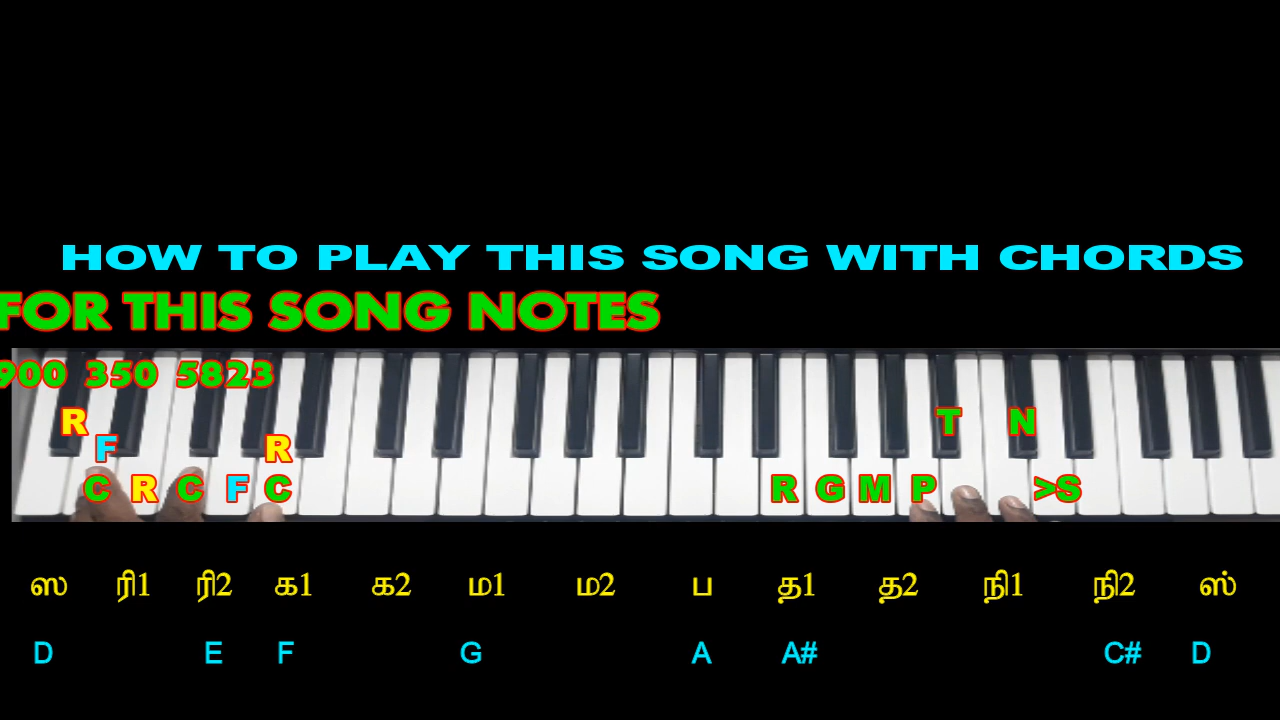 HOW TO PLAY THIS SONG WITH CHORDS
FOR THIS SONG NOTES
900 350 5823
R T N
F R
C R C F C R G M P >S
ஸ ரி1 ரி2 க1 க2 ம1 ம2 ப த1 த2 நி1 நி2 ஸ்
D E F G A A# C# D